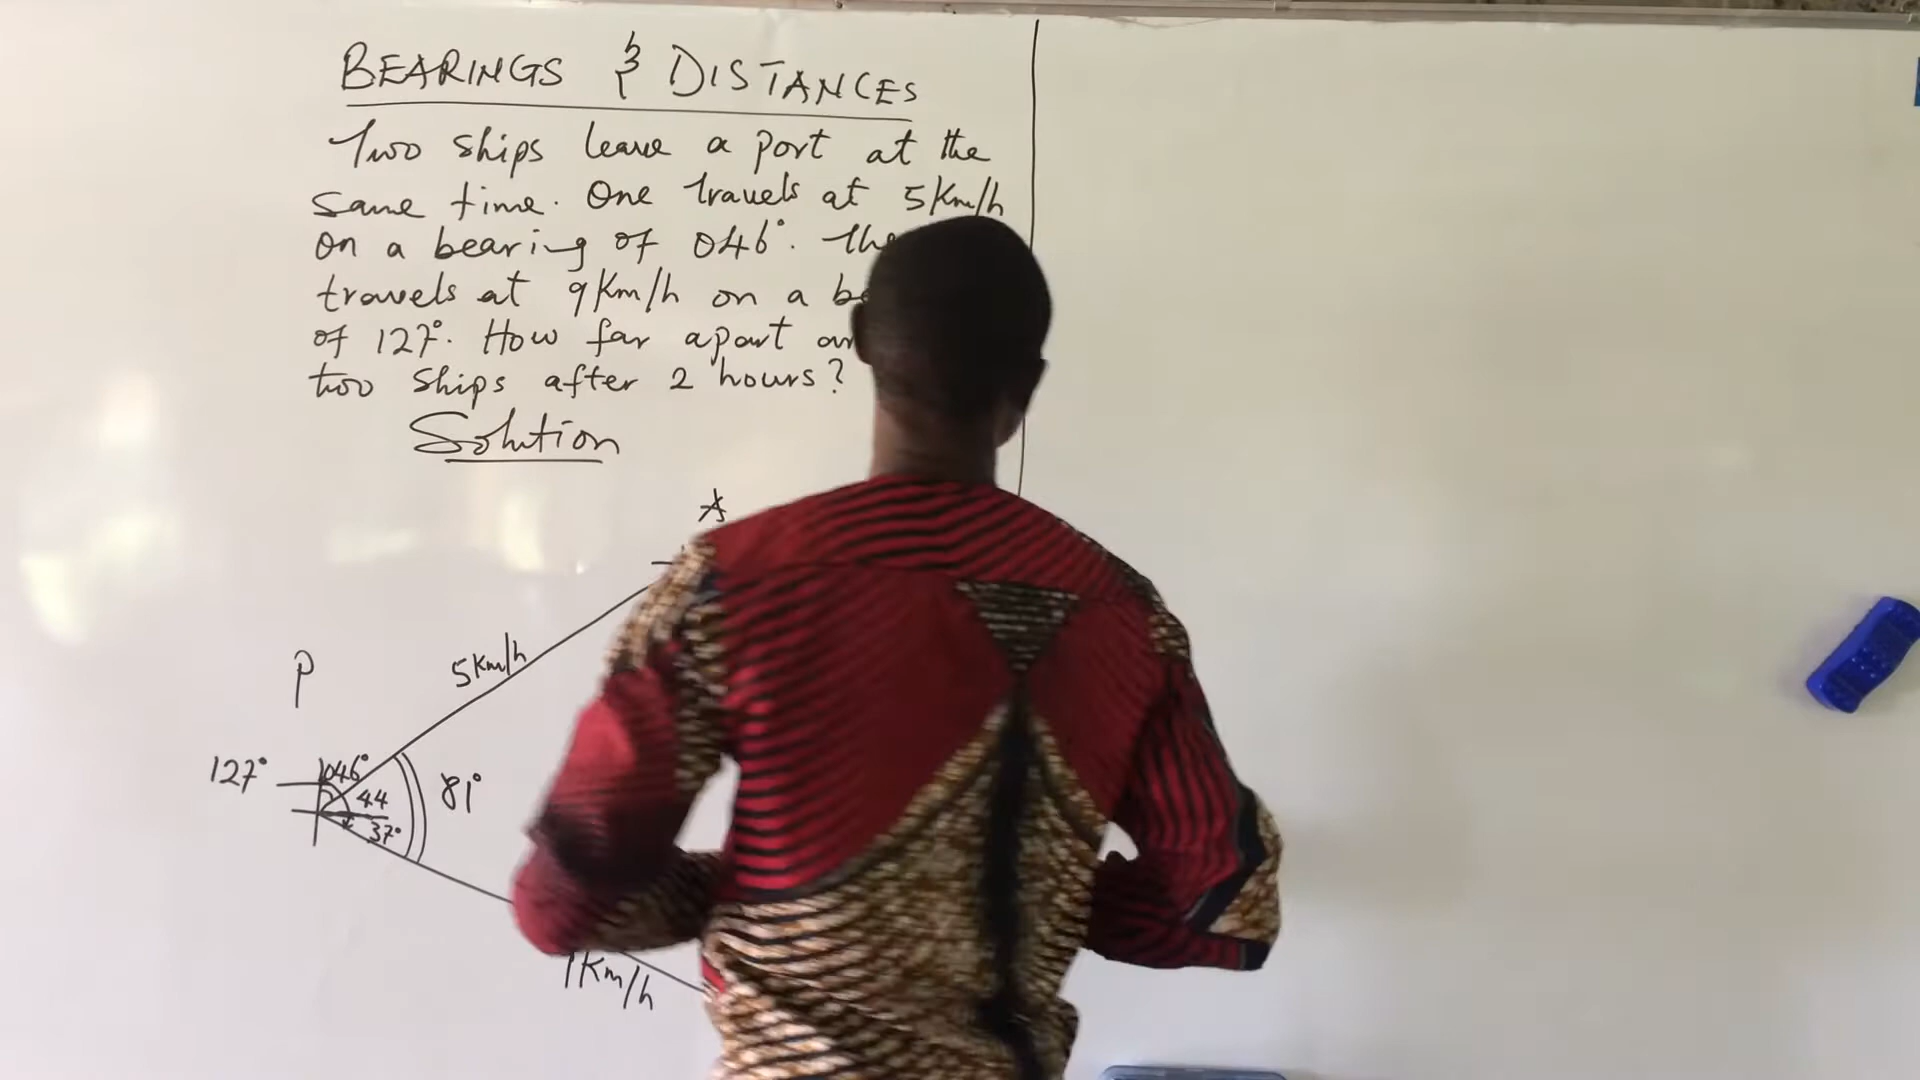 BEARINGS & DISTANCES
Two ships leave a port at the
same time. One travels at 5Km/h
on a bearing of 046°. The
travels at 9Km/h on a be
of 127°. How far apart
two ships after 2 hours?
Solution
A
5Km/h
P
127°
046°
44
81°
37°
Km/h